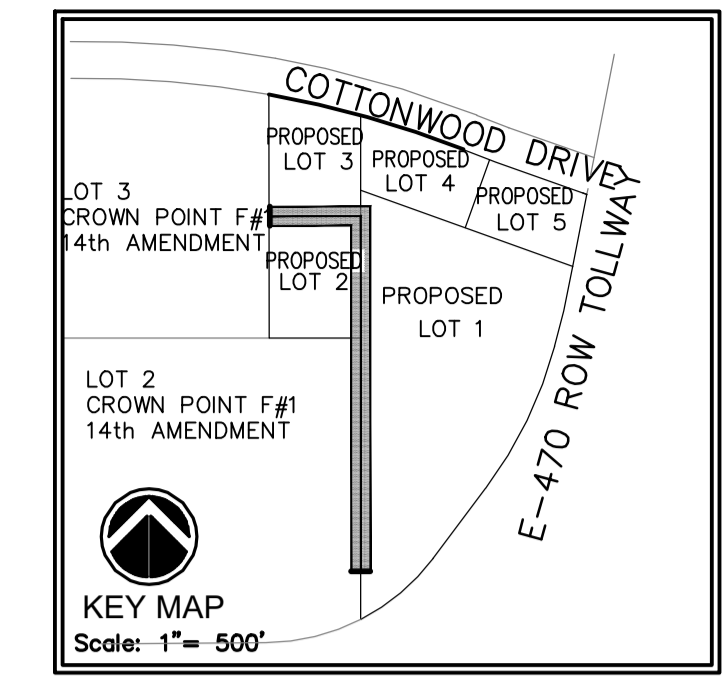 COTTONWOOD DRIVE
PROPOSED
LOT 3
PROPOSED
LOT 4
PROPOSED
LOT 5
LOT 3
CROWN POINT F#1
14th AMENDMENT
PROPOSED
LOT 2
PROPOSED
LOT 1
E-470 ROW TOLLWAY
LOT 2
CROWN POINT F#1
14th AMENDMENT
KEY MAP
Scale: 1"= 500'